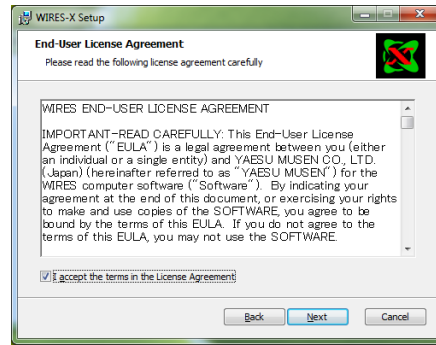 WIRES-X Setup
End-User License Agreement
Please read the following license agreement carefully
WIRES END-USER LICENSE AGREEMENT
IMPORTANT-READ CAREFULLY: This End-User License
Agreement ("EULA") is a legal agreement between you (either
an individual or a single entity) and YAESU MUSEN CO., LTD.
(Japan) (hereinafter referred to as "YAESU MUSEN") for the
WIRES computer software ("Software"). By indicating your
agreement at the end of this document, or exercising your rights
to make and use copies of the SOFTWARE, you agree to be
bound by the terms of this EULA. If you do not agree to the
terms of this EULA, you may not use the SOFTWARE.
I accept the terms in the License Agreement
Back Next Cancel